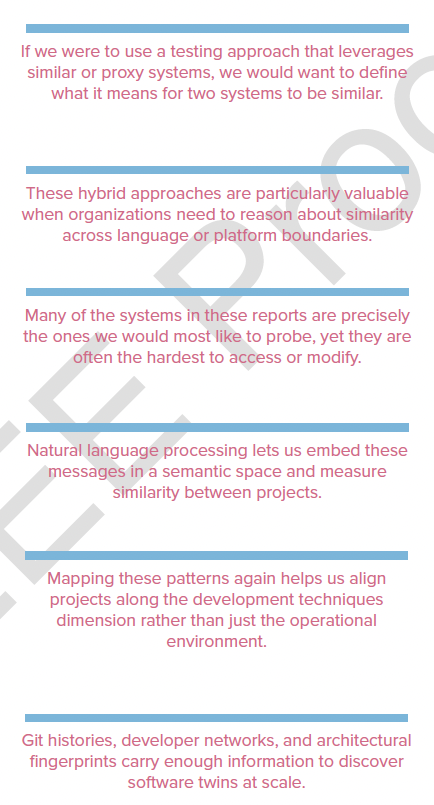 If we were to use a testing approach that leverages
similar or proxy systems, we would want to define
what it means for two systems to be similar.
These hybrid approaches are particularly valuable
when organizations need to reason about similarity
across language or platform boundaries.
Many of the systems in these reports are precisely
the ones we would most like to probe, yet they are
often the hardest to access or modify.
Natural language processing lets us embed these
messages in a semantic space and measure
similarity between projects.
Mapping these patterns again helps us align
projects along the development techniques
dimension rather than just the operational
environment.
Git histories, developer networks, and architectural
fingerprints carry enough information to discover
software twins at scale.